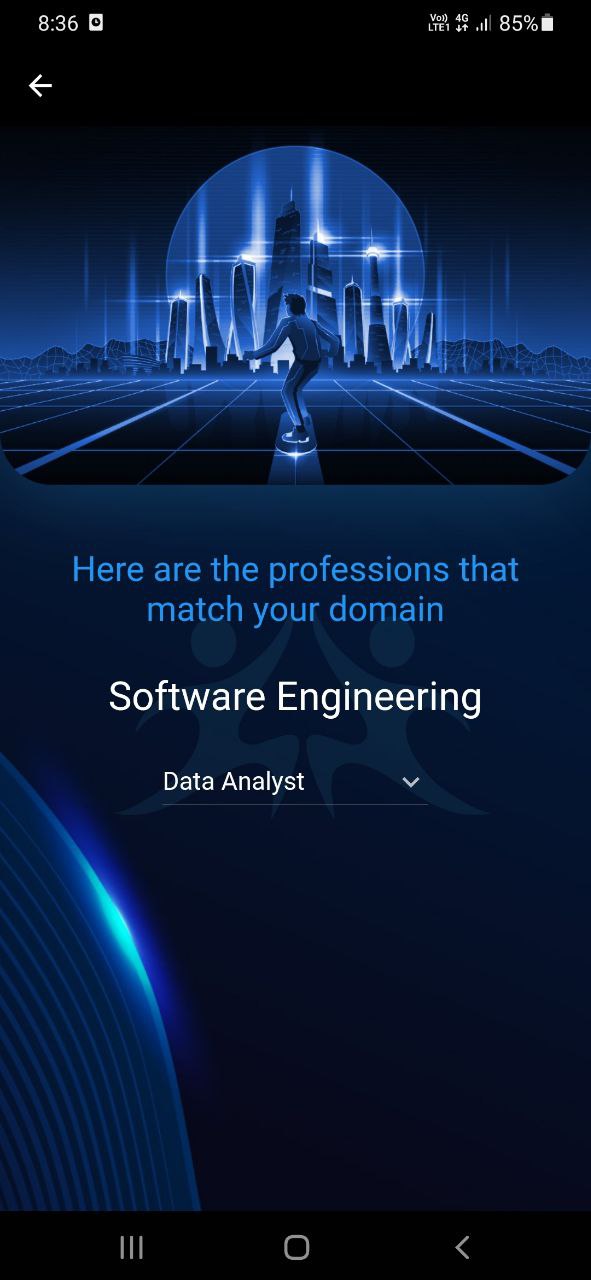 8:36
Vo)) 4G
LTE1 85%
Here are the professions that
match your domain
Software Engineering
Data Analyst